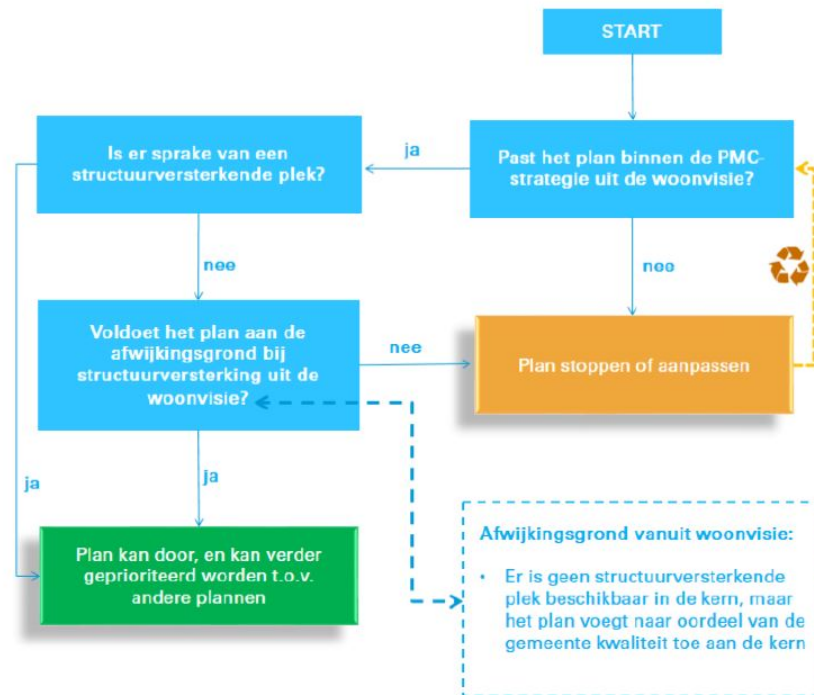 START
Past het plan binnen de PMC-
strategie uit de woonvisie?
ja
Is er sprake van een
structuurversterkende plek?
nee
nee
Voldoet het plan aan de
afwijkingsgrond bij
structuurversterking uit de
woonvisie?
nee
Plan stoppen of aanpassen
ja
ja
Plan kan door, en kan verder
geprioriteerd worden t.o.v.
andere plannen
Afwijkingsgrond vanuit woonvisie:
• Er is geen structuurversterkende
plek beschikbaar in de kern, maar
het plan voegt naar oordeel van de
gemeente kwaliteit toe aan de kern